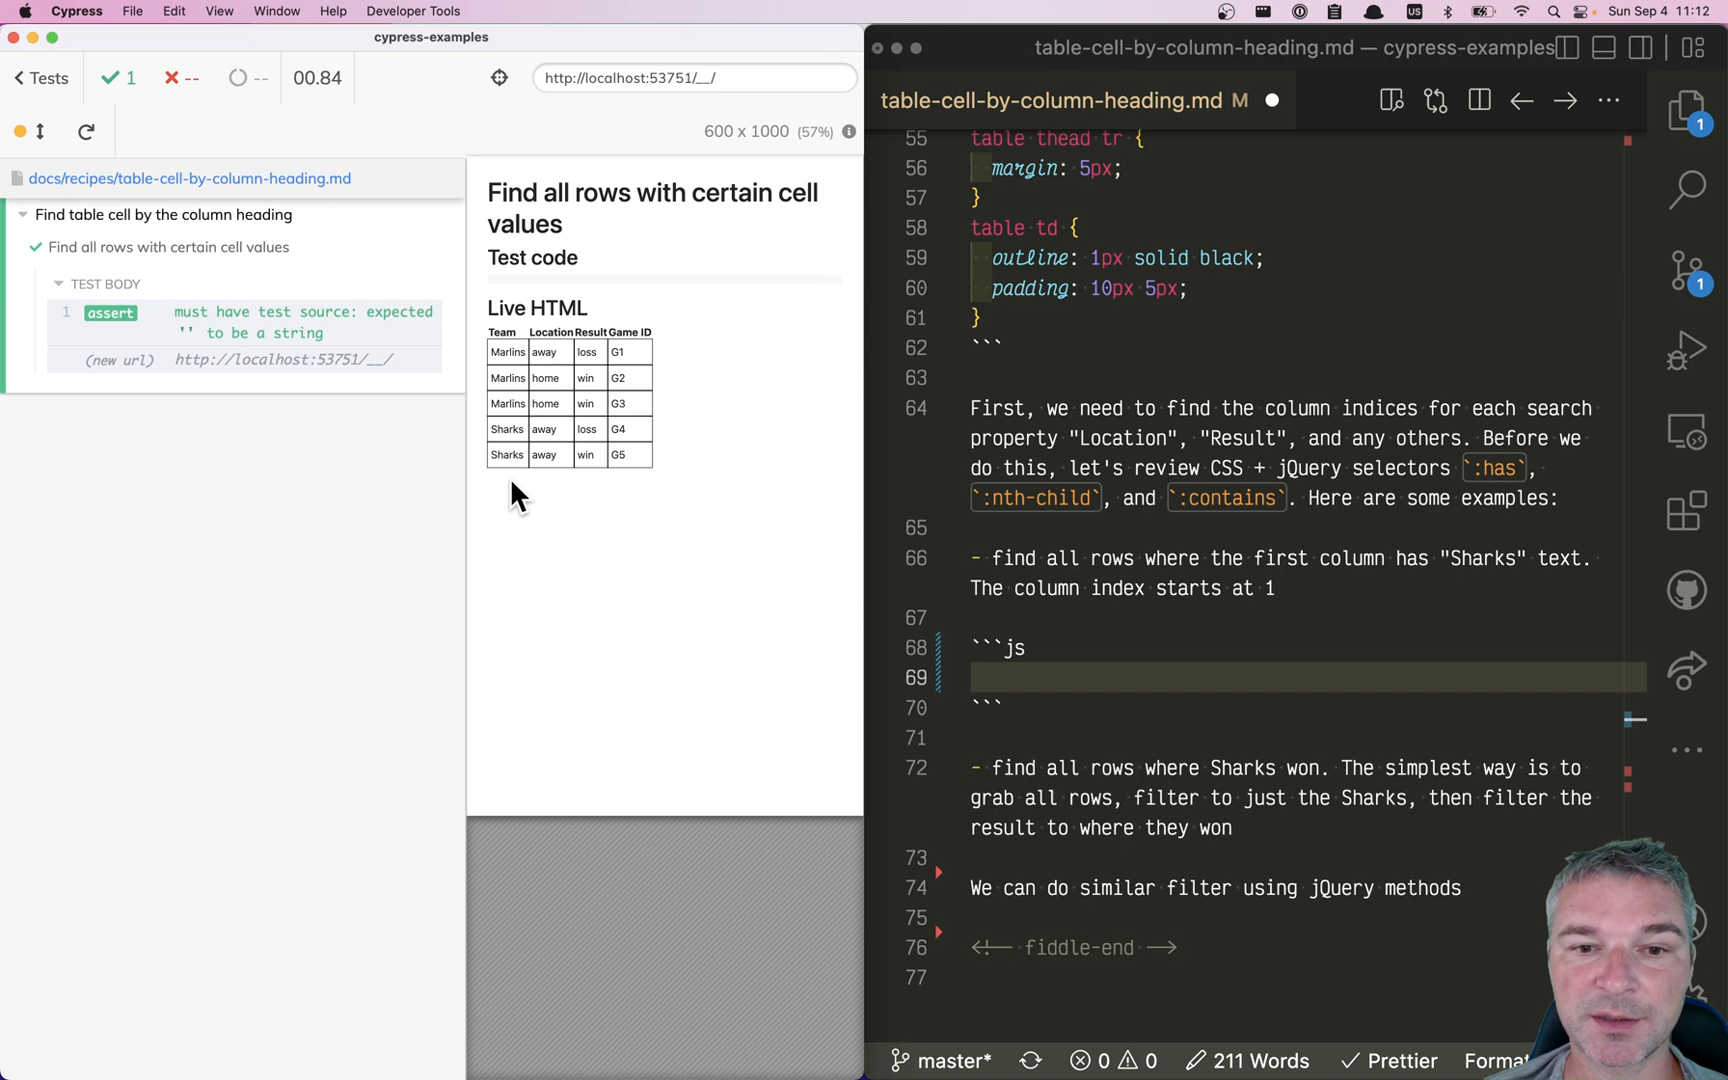 Cypress File Edit View Window Help Developer Tools US Sun Sep 4 11:12
cypress-examples
Tests 1 -- -- 00.84 http://localhost:53751/__/
600 x 1000 (57%)
docs/recipes/table-cell-by-column-heading.md
Find table cell by the column heading
Find all rows with certain cell values
TEST BODY
1 assert must have test source: expected
'' to be a string
(new url) http://localhost:53751/__/
Find all rows with certain cell
values
Test code
Live HTML
Team Location Result Game ID
Marlins away loss G1
Marlins home win G2
Marlins home win G3
Sharks away loss G4
Sharks away win G5
table-cell-by-column-heading.md — cypress-examples
table-cell-by-column-heading.md M
55 table thead tr {
56 margin: 5px;
57 }
58 table td {
59 outline: 1px solid black;
60 padding: 10px 5px;
61 }
62 ```
63
64 First, we need to find the column indices for each search
property "Location", "Result", and any others. Before we
do this, let's review CSS + jQuery selectors `:has`,
`:nth-child`, and `:contains`. Here are some examples:
65
66 - find all rows where the first column has "Sharks" text.
The column index starts at 1
67
68 ```js
69
70 ```
71
72 - find all rows where Sharks won. The simplest way is to
grab all rows, filter to just the Sharks, then filter the
result to where they won
73
74 We can do similar filter using jQuery methods
75
76 <!-- fiddle-end -->
77
1
1
master* 0 0 211 Words Prettier Format